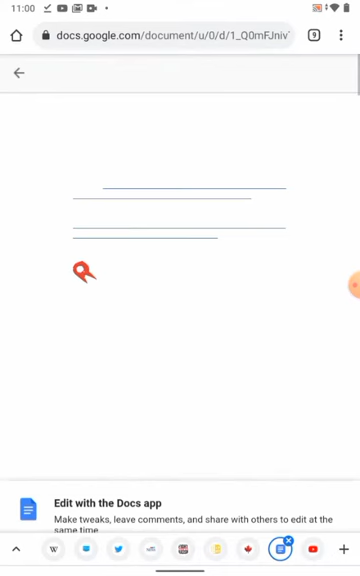 11:00
docs.google.com/document/u/0/d/1_Q0mFJniv
9
Edit with the Docs app
Make tweaks, leave comments, and share with others to edit at the
same time
W